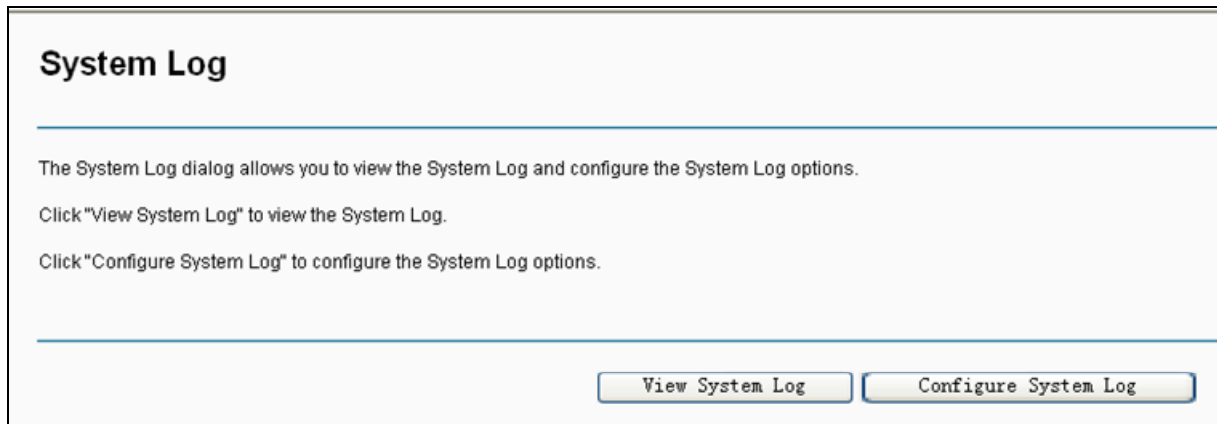 System Log
The System Log dialog allows you to view the System Log and configure the System Log options.
Click "View System Log" to view the System Log.
Click "Configure System Log" to configure the System Log options.
View System Log
Configure System Log